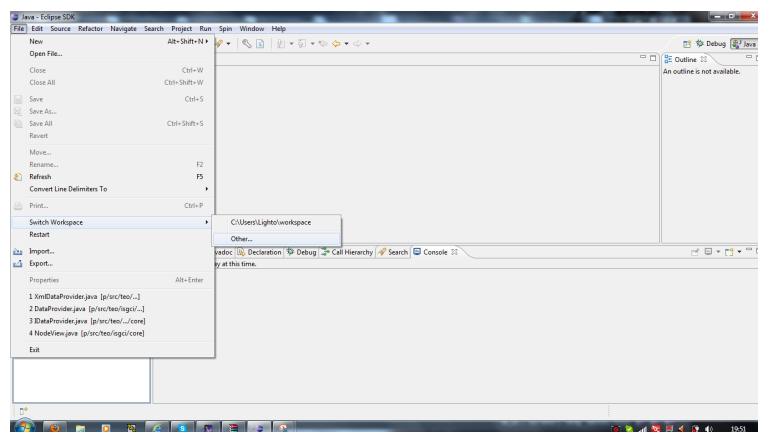 Java - Eclipse SDK
File Edit Source Refactor Navigate Search Project Run Spin Window Help
New Alt+Shift+N
Open File...
Debug Java
Outline
An outline is not available.
Close Ctrl+W
Close All Ctrl+Shift+W
Save Ctrl+S
Save As...
Save All Ctrl+Shift+S
Revert
Move...
Rename... F2
Refresh F5
Convert Line Delimiters To
Print... Ctrl+P
Switch Workspace
C:\Users\Lighto\workspace
Restart
Other...
Import...
vadoc Declaration Debug Call Hierarchy Search Console
Export...
ay at this time.
Properties Alt+Enter
1 XmlDataProvider.java [p/src/teo/...]
2 DataProvider.java [p/src/teo/isgci/...]
3 IDataProvider.java [p/src/teo/.../core]
4 NodeView.java [p/src/teo/isgci/core]
Exit
19:51